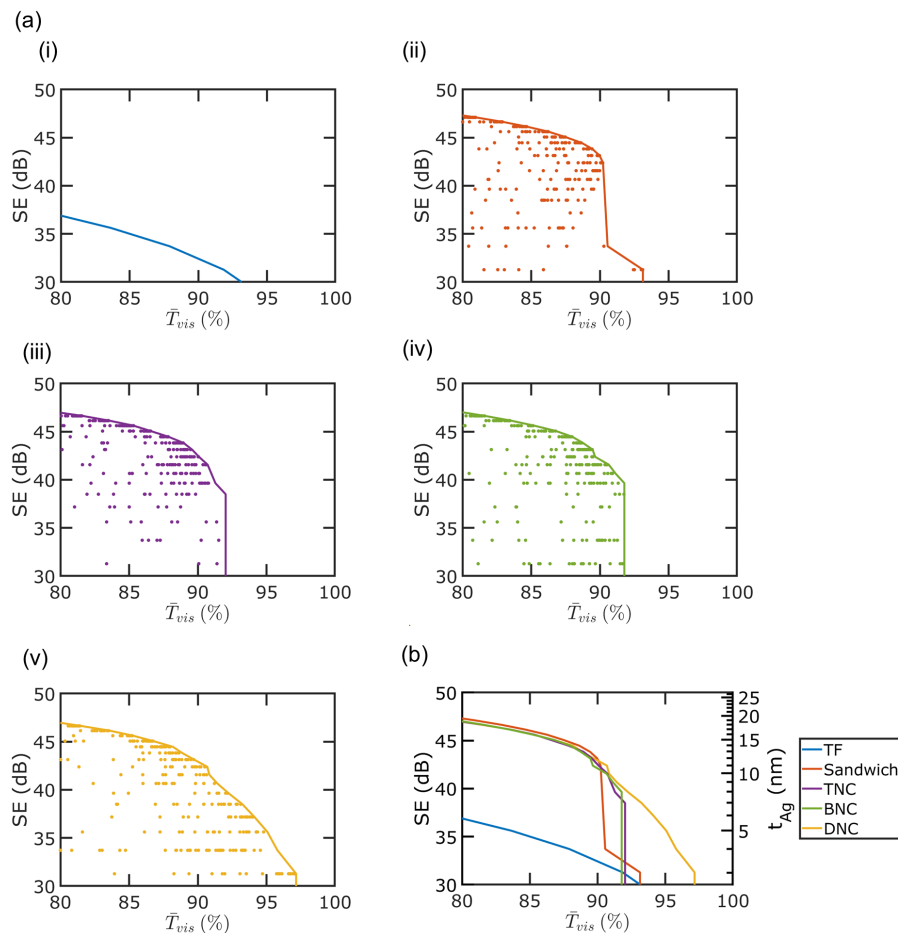 (a)
(i)
50
45
40
35
30
SE (dB)
80 85 90 95 100
T̄vis (%)
(ii)
50
45
40
35
30
SE (dB)
80 85 90 95 100
T̄vis (%)
(iii)
50
45
40
35
30
SE (dB)
80 85 90 95 100
T̄vis (%)
(iv)
50
45
40
35
30
SE (dB)
80 85 90 95 100
T̄vis (%)
(v)
50
45
40
35
30
SE (dB)
80 85 90 95 100
T̄vis (%)
(b)
50
45
40
35
30
SE (dB)
80 85 90 95 100
T̄vis (%)
25
20
15
10
5
tAg (nm)
TF
Sandwich
TNC
BNC
DNC